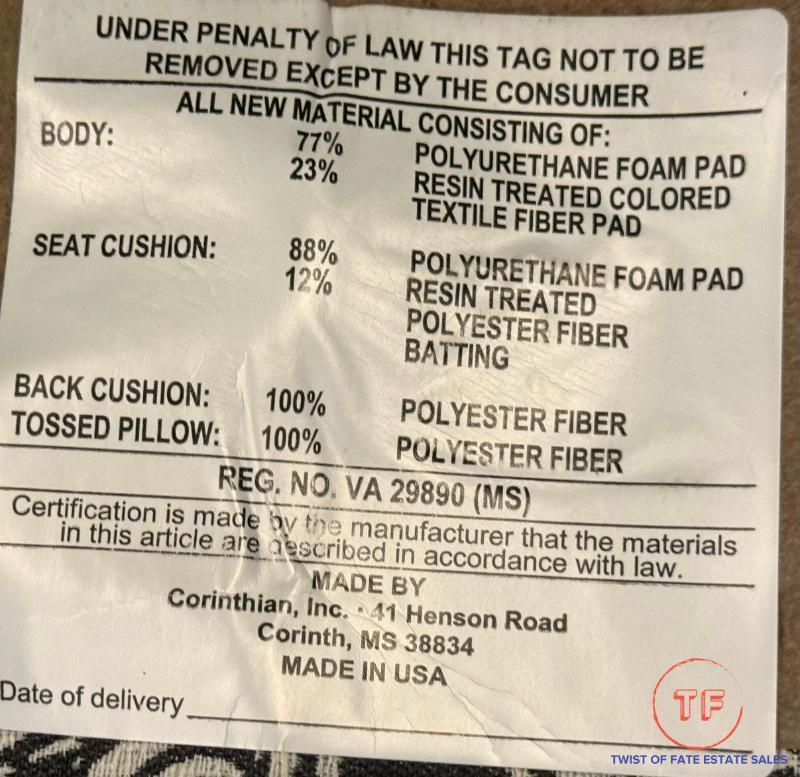 UNDER PENALTY OF LAW THIS TAG NOT TO BE
REMOVED EXCEPT BY THE CONSUMER
ALL NEW MATERIAL CONSISTING OF:
BODY: 77% POLYURETHANE FOAM PAD
23% RESIN TREATED COLORED
TEXTILE FIBER PAD
SEAT CUSHION: 88% POLYURETHANE FOAM PAD
12% RESIN TREATED
POLYESTER FIBER
BATTING
BACK CUSHION: 100% POLYESTER FIBER
TOSSED PILLOW: 100% POLYESTER FIBER
REG. NO. VA 29890 (MS)
Certification is made by the manufacturer that the materials
in this article are described in accordance with law.
MADE BY
Corinthian, Inc. · 41 Henson Road
Corinth, MS 38834
MADE IN USA
Date of delivery
TF
TWIST OF FATE ESTATE SALES